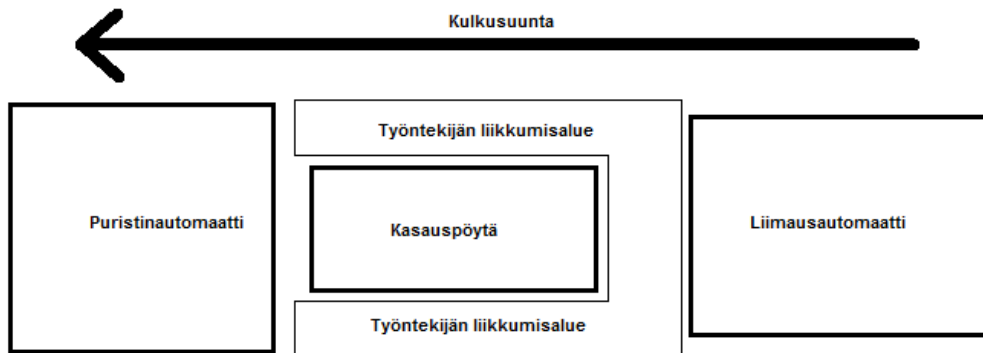 Kulkusuunta
Työntekijän liikkumisalue
Puristinautomaatti
Kasauspöytä
Liimausautomaatti
Työntekijän liikkumisalue